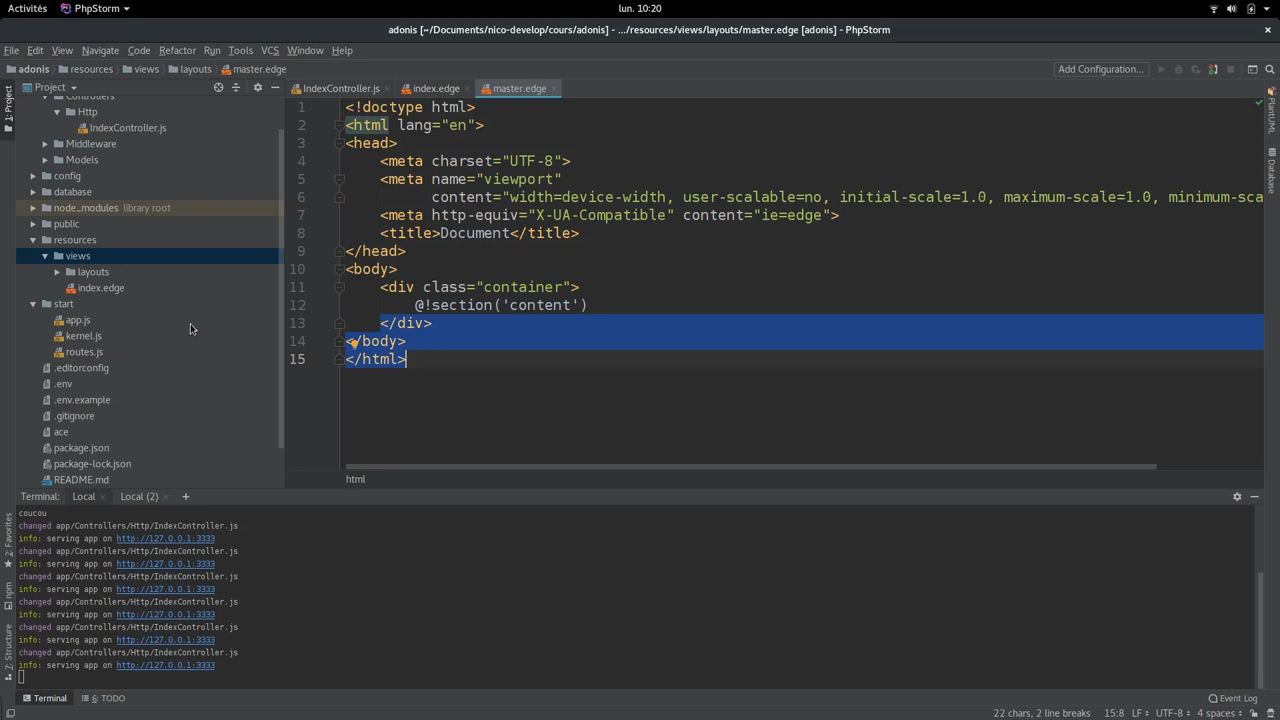 Activités
PhpStorm
lun. 10:20
adonis [~/Documents/nico-develop/cours/adonis] - .../resources/views/layouts/master.edge [adonis] - PhpStorm
File Edit View Navigate Code Refactor Run Tools VCS Window Help
adonis resources views layouts master.edge
Add Configuration...
Project
IndexController.js index.edge master.edge
Controllers
Http
IndexController.js
Middleware
Models
config
database
node_modules library root
public
resources
views
layouts
index.edge
start
app.js
kernel.js
routes.js
.editorconfig
.env
.env.example
.gitignore
ace
package.json
package-lock.json
README.md
1 <!doctype html>
2 <html lang="en">
3 <head>
4 <meta charset="UTF-8">
5 <meta name="viewport"
6 content="width=device-width, user-scalable=no, initial-scale=1.0, maximum-scale=1.0, minimum-sca
7 <meta http-equiv="X-UA-Compatible" content="ie=edge">
8 <title>Document</title>
9 </head>
10 <body>
11 <div class="container">
12 @!section('content')
13 </div>
14 </body>
15 </html>
html
1: Project
2: Favorites
npm
7: Structure
PlantUML
Database
Terminal: Local Local (2)
coucou
changed app/Controllers/Http/IndexController.js
info: serving app on http://127.0.0.1:3333
changed app/Controllers/Http/IndexController.js
info: serving app on http://127.0.0.1:3333
changed app/Controllers/Http/IndexController.js
info: serving app on http://127.0.0.1:3333
changed app/Controllers/Http/IndexController.js
info: serving app on http://127.0.0.1:3333
changed app/Controllers/Http/IndexController.js
info: serving app on http://127.0.0.1:3333
changed app/Controllers/Http/IndexController.js
info: serving app on http://127.0.0.1:3333
Terminal
6: TODO
Event Log
22 chars, 2 line breaks 15:8 LF UTF-8 4 spaces